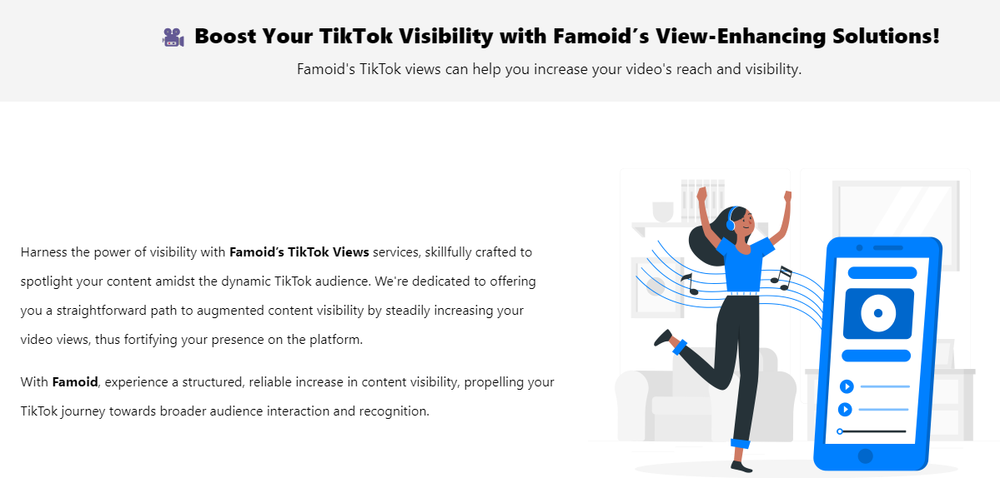 Boost Your TikTok Visibility with Famoid’s View-Enhancing Solutions!
Famoid's TikTok views can help you increase your video's reach and visibility.
Harness the power of visibility with Famoid’s TikTok Views services, skillfully crafted to
spotlight your content amidst the dynamic TikTok audience. We're dedicated to offering
you a straightforward path to augmented content visibility by steadily increasing your
video views, thus fortifying your presence on the platform.
With Famoid, experience a structured, reliable increase in content visibility, propelling your
TikTok journey towards broader audience interaction and recognition.